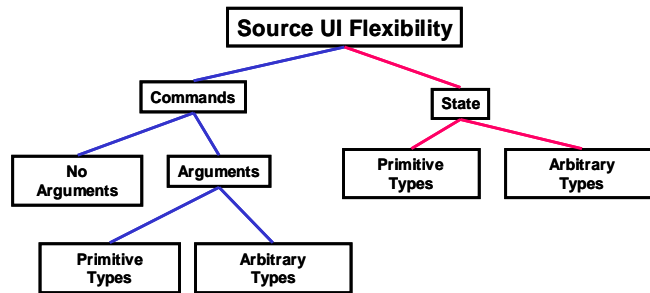 Source UI Flexibility
Commands
State
No
Arguments
Arguments
Primitive
Types
Arbitrary
Types
Primitive
Types
Arbitrary
Types